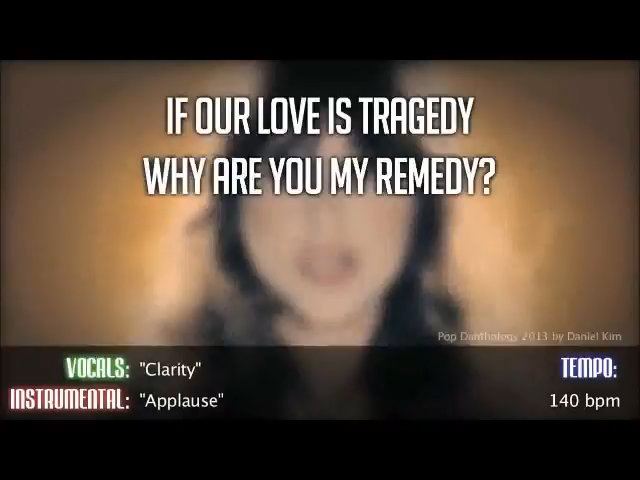 IF OUR LOVE IS TRAGEDY
WHY ARE YOU MY REMEDY?
Pop Danthology 2013 by Daniel Kim
VOCALS: "Clarity"
TEMPO:
INSTRUMENTAL: "Applause"
140 bpm